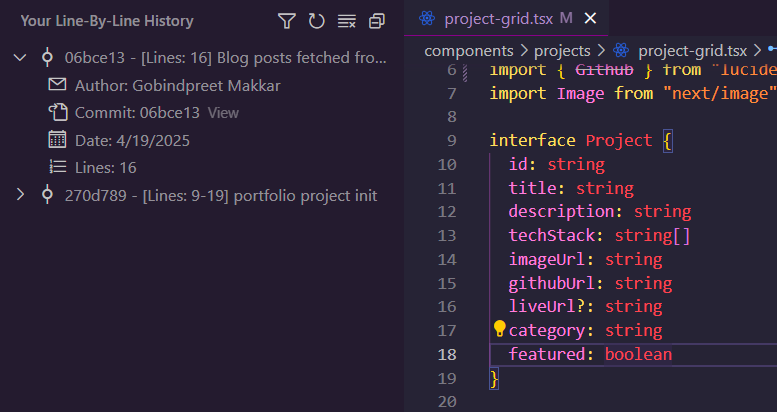 Your Line-By-Line History
06bce13 - [Lines: 16] Blog posts fetched fro...
Author: Gobindpreet Makkar
Commit: 06bce13 View
Date: 4/19/2025
Lines: 16
270d789 - [Lines: 9-19] portfolio project init
project-grid.tsx M
components > projects > project-grid.tsx >
6 import { Github } from "lucide
7 import Image from "next/image"
8
9 interface Project {
10 id: string
11 title: string
12 description: string
13 techStack: string[]
14 imageUrl: string
15 githubUrl: string
16 liveUrl?: string
17 category: string
18 featured: boolean
19 }
20